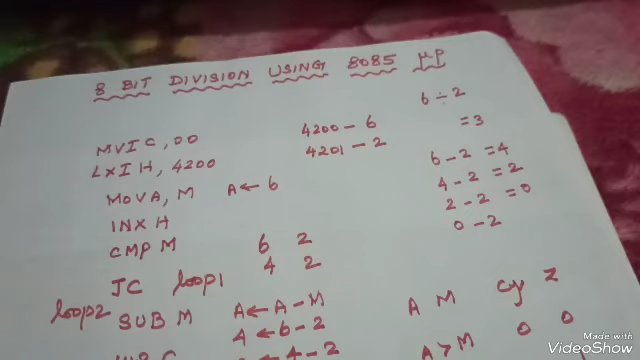 8 BIT DIVISION USING 8085 μP
6 ÷ 2
= 3
MVI C, 00
4200 - 6
LXI H, 4200
4201 - 2
MOV A, M A ← 6
INX H
CMP M 6 2
4 2
6 - 2 = 4
4 - 2 = 2
2 - 2 = 0
0 - 2
JC loop1
loop2 SUB M A ← A - M
A ← 6 - 2
A M Cy Z
A > M 0 0
← 4 - 2
Made with
VideoShow